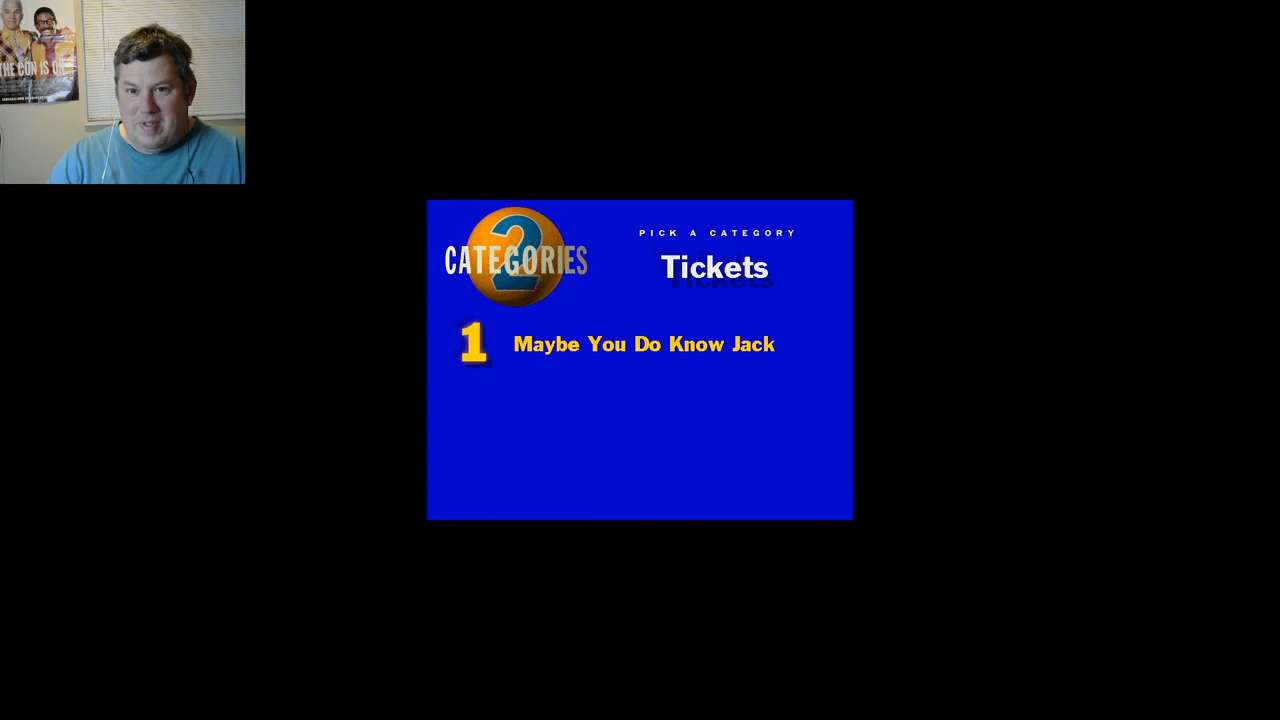 THE CON IS ON
2
CATEGORIES
PICK A CATEGORY
Tickets
1 Maybe You Do Know Jack